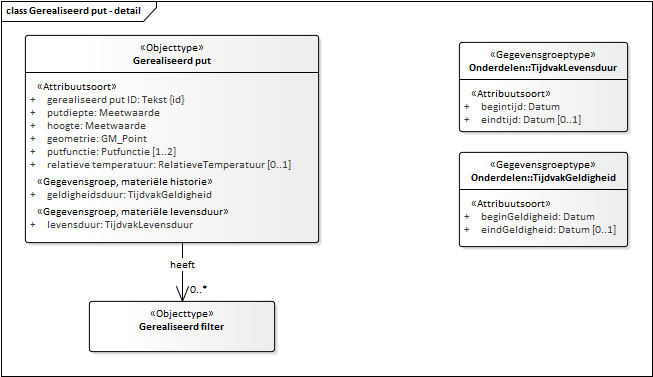 class Gerealiseerd put - detail
«Objecttype»
Gerealiseerd put
«Attribuutsoort»
+ gerealiseerd put ID: Tekst {id}
+ putdiepte: Meetwaarde
+ hoogte: Meetwaarde
+ geometrie: GM_Point
+ putfunctie: Putfunctie [1..2]
+ relatieve temperatuur: RelatieveTemperatuur [0..1]
«Gegevensgroep, materiële historie»
+ geldigheidsduur: TijdvakGeldigheid
«Gegevensgroep, materiële levensduur»
+ levensduur: TijdvakLevensduur
heeft
0..*
«Objecttype»
Gerealiseerd filter
«Gegevensgroeptype»
Onderdelen::TijdvakLevensduur
«Attribuutsoort»
+ begintijd: Datum
+ eindtijd: Datum [0..1]
«Gegevensgroeptype»
Onderdelen::TijdvakGeldigheid
«Attribuutsoort»
+ beginGeldigheid: Datum
+ eindGeldigheid: Datum [0..1]